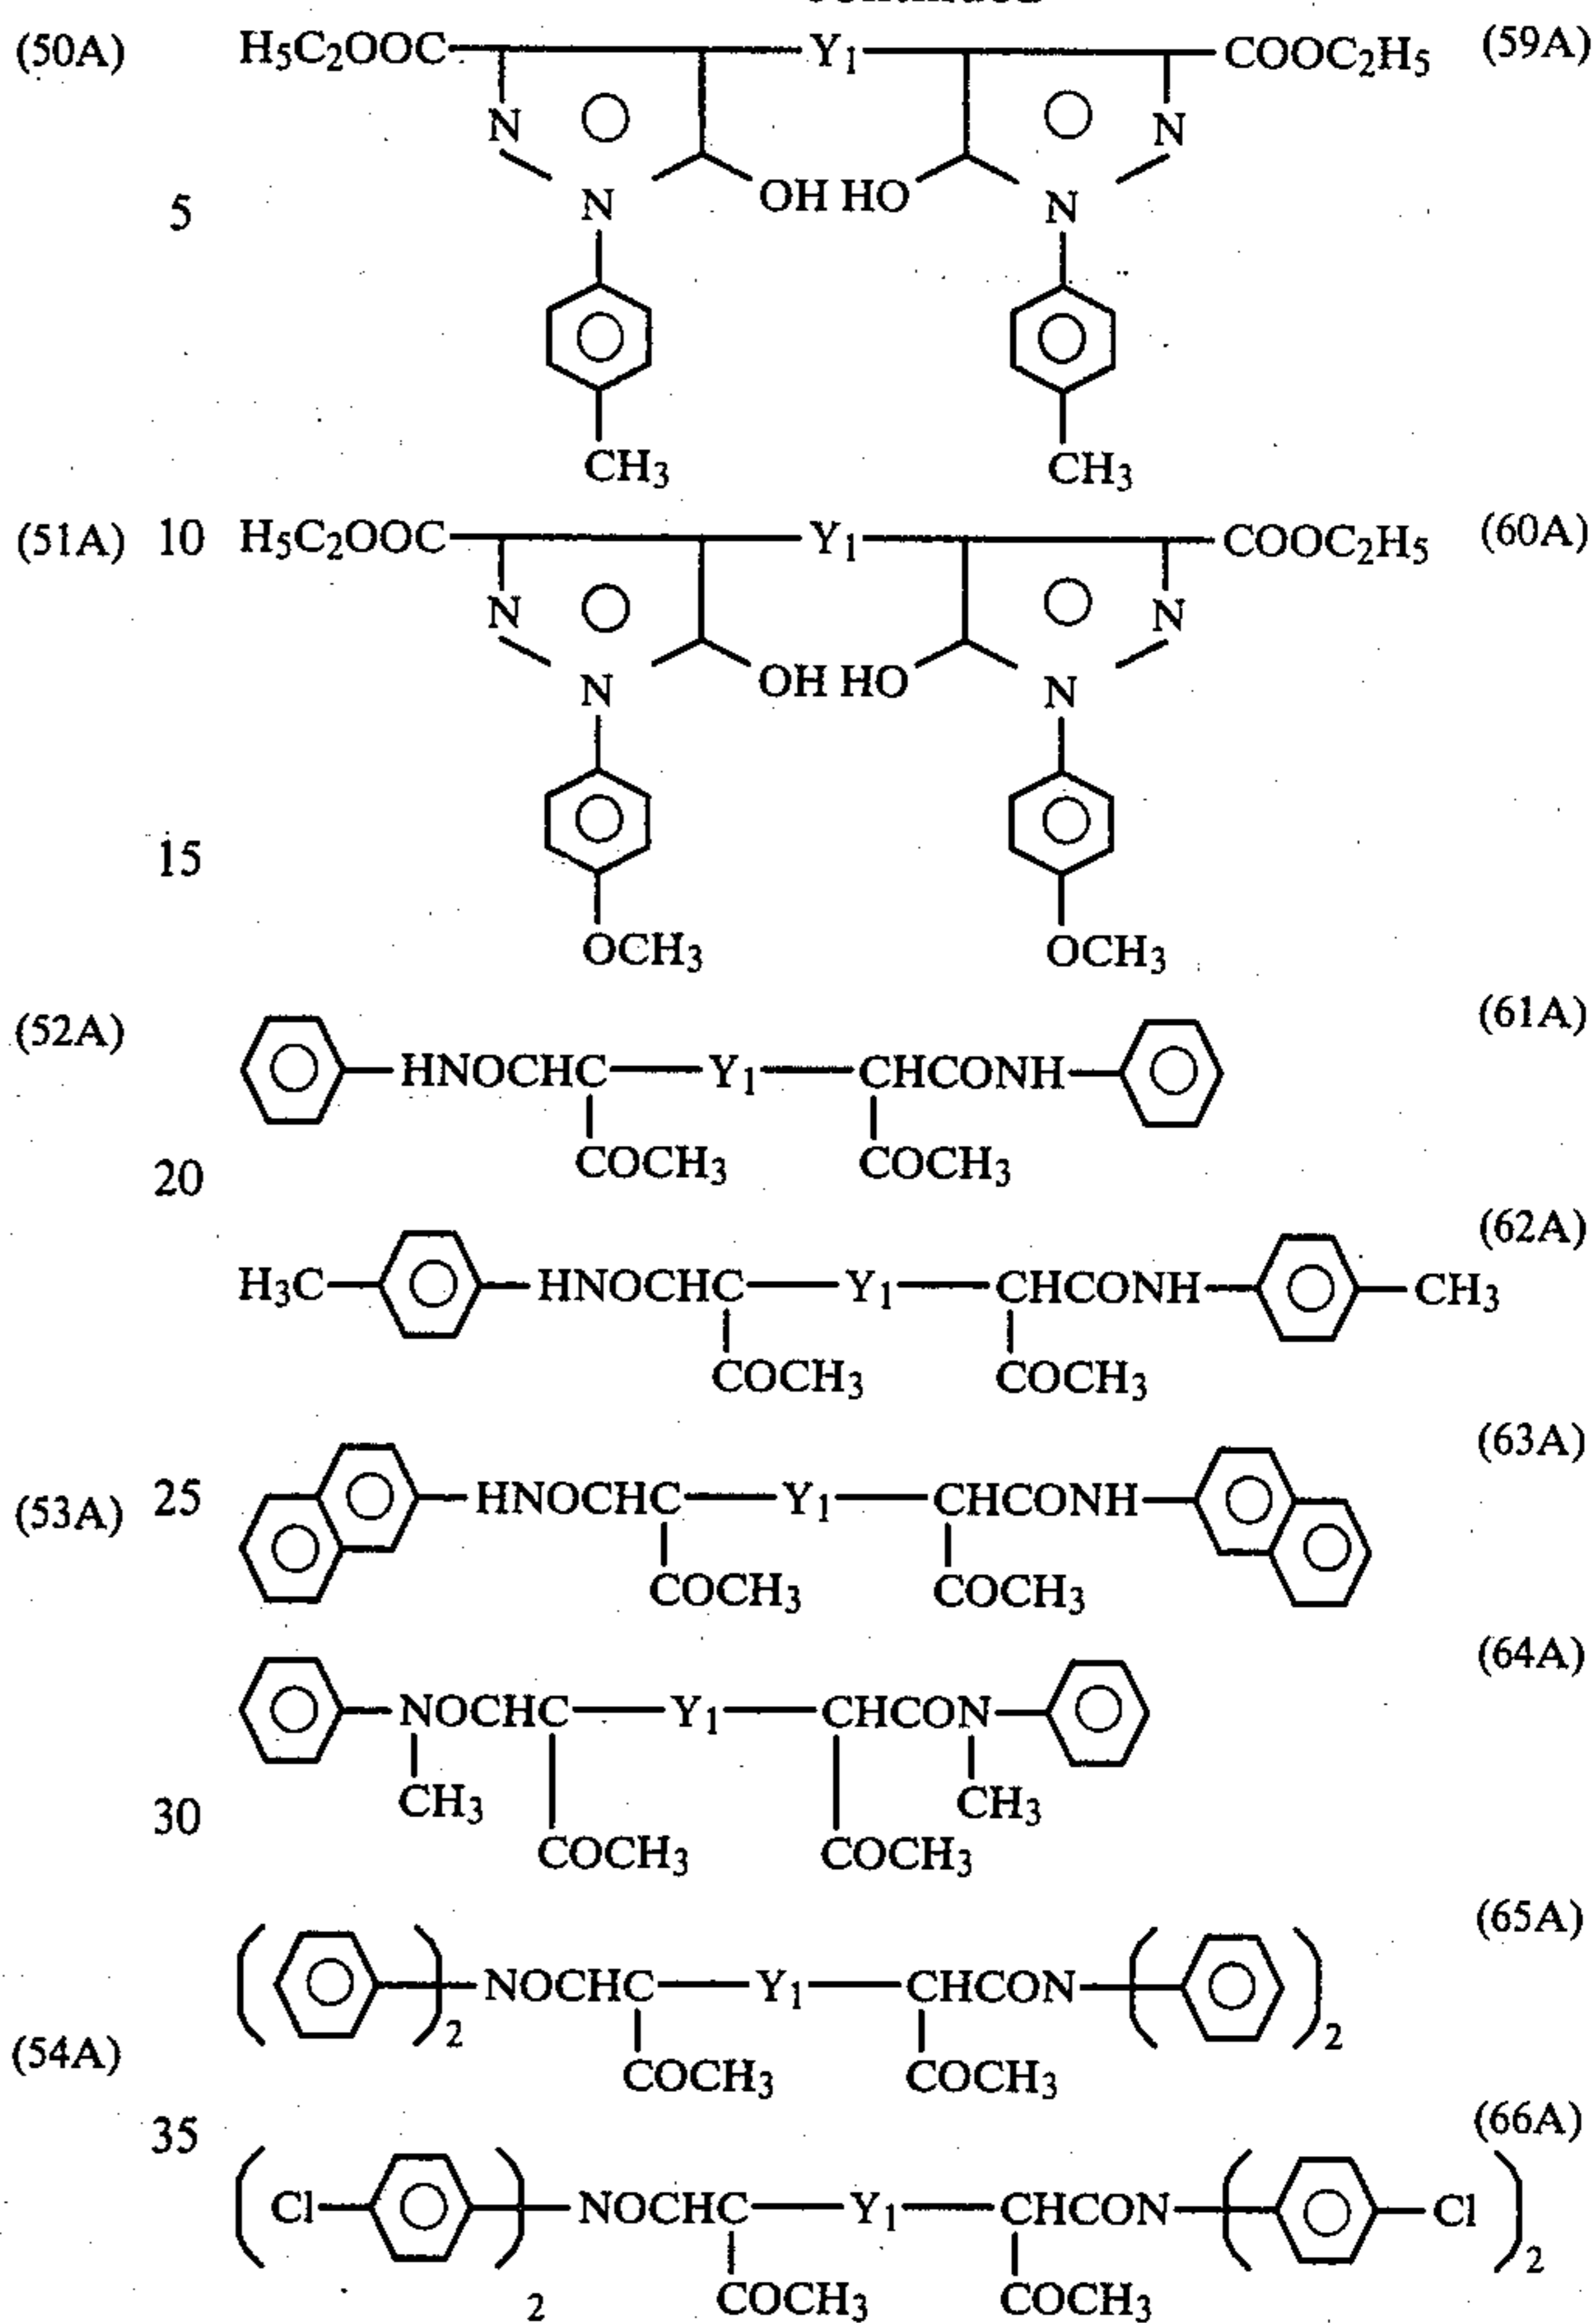 (50A) H5C2OOC Y1 COOC2H5 (59A)
N N
OH HO
5 N N
CH3 CH3
(51A) 10 H5C2OOC Y1 COOC2H5 (60A)
N N
OH HO
N N
15
OCH3 OCH3
(52A) (61A)
HNOCHC Y1 CHCONH
COCH3 COCH3
20
(62A)
H3C HNOCHC Y1 CHCONH CH3
COCH3 COCH3
(63A)
(53A) 25 HNOCHC Y1 CHCONH
COCH3 COCH3
(64A)
NOCHC Y1 CHCON
CH3 CH3
30
COCH3 COCH3
(65A)
( )2 NOCHC Y1 CHCON ( )2
(54A) COCH3 COCH3
35 (66A)
(Cl )2 NOCHC Y1 CHCON ( Cl)2
COCH3 COCH3